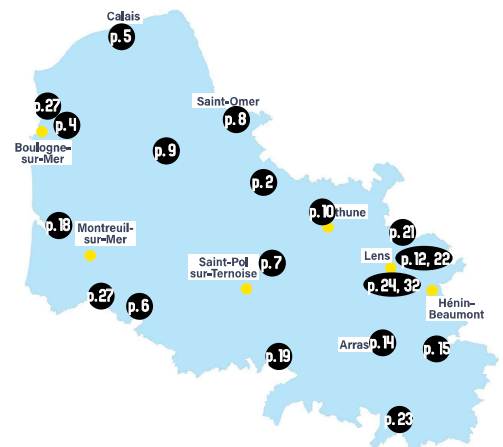 Calais
p. 5
p. 27
p. 4
Boulogne-
sur-Mer
Saint-Omer
p. 8
p. 9
p. 2
p. 10
thune
p. 18
Montreuil-
sur-Mer
p. 21
Lens
p. 12, 22
p. 24, 32
Saint-Pol
sur-Ternoise
p. 7
Hénin-
Beaumont
p. 27
p. 6
Arras
p. 14
p. 15
p. 19
p. 23